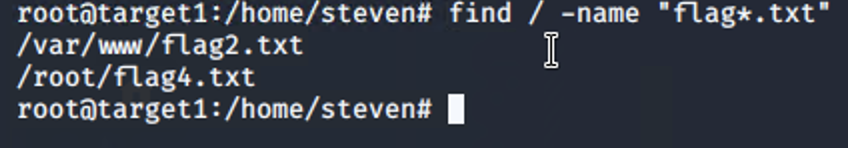 root@target1:/home/steven# find / -name "flag*.txt"
/var/www/flag2.txt
/root/flag4.txt
root@target1:/home/steven#